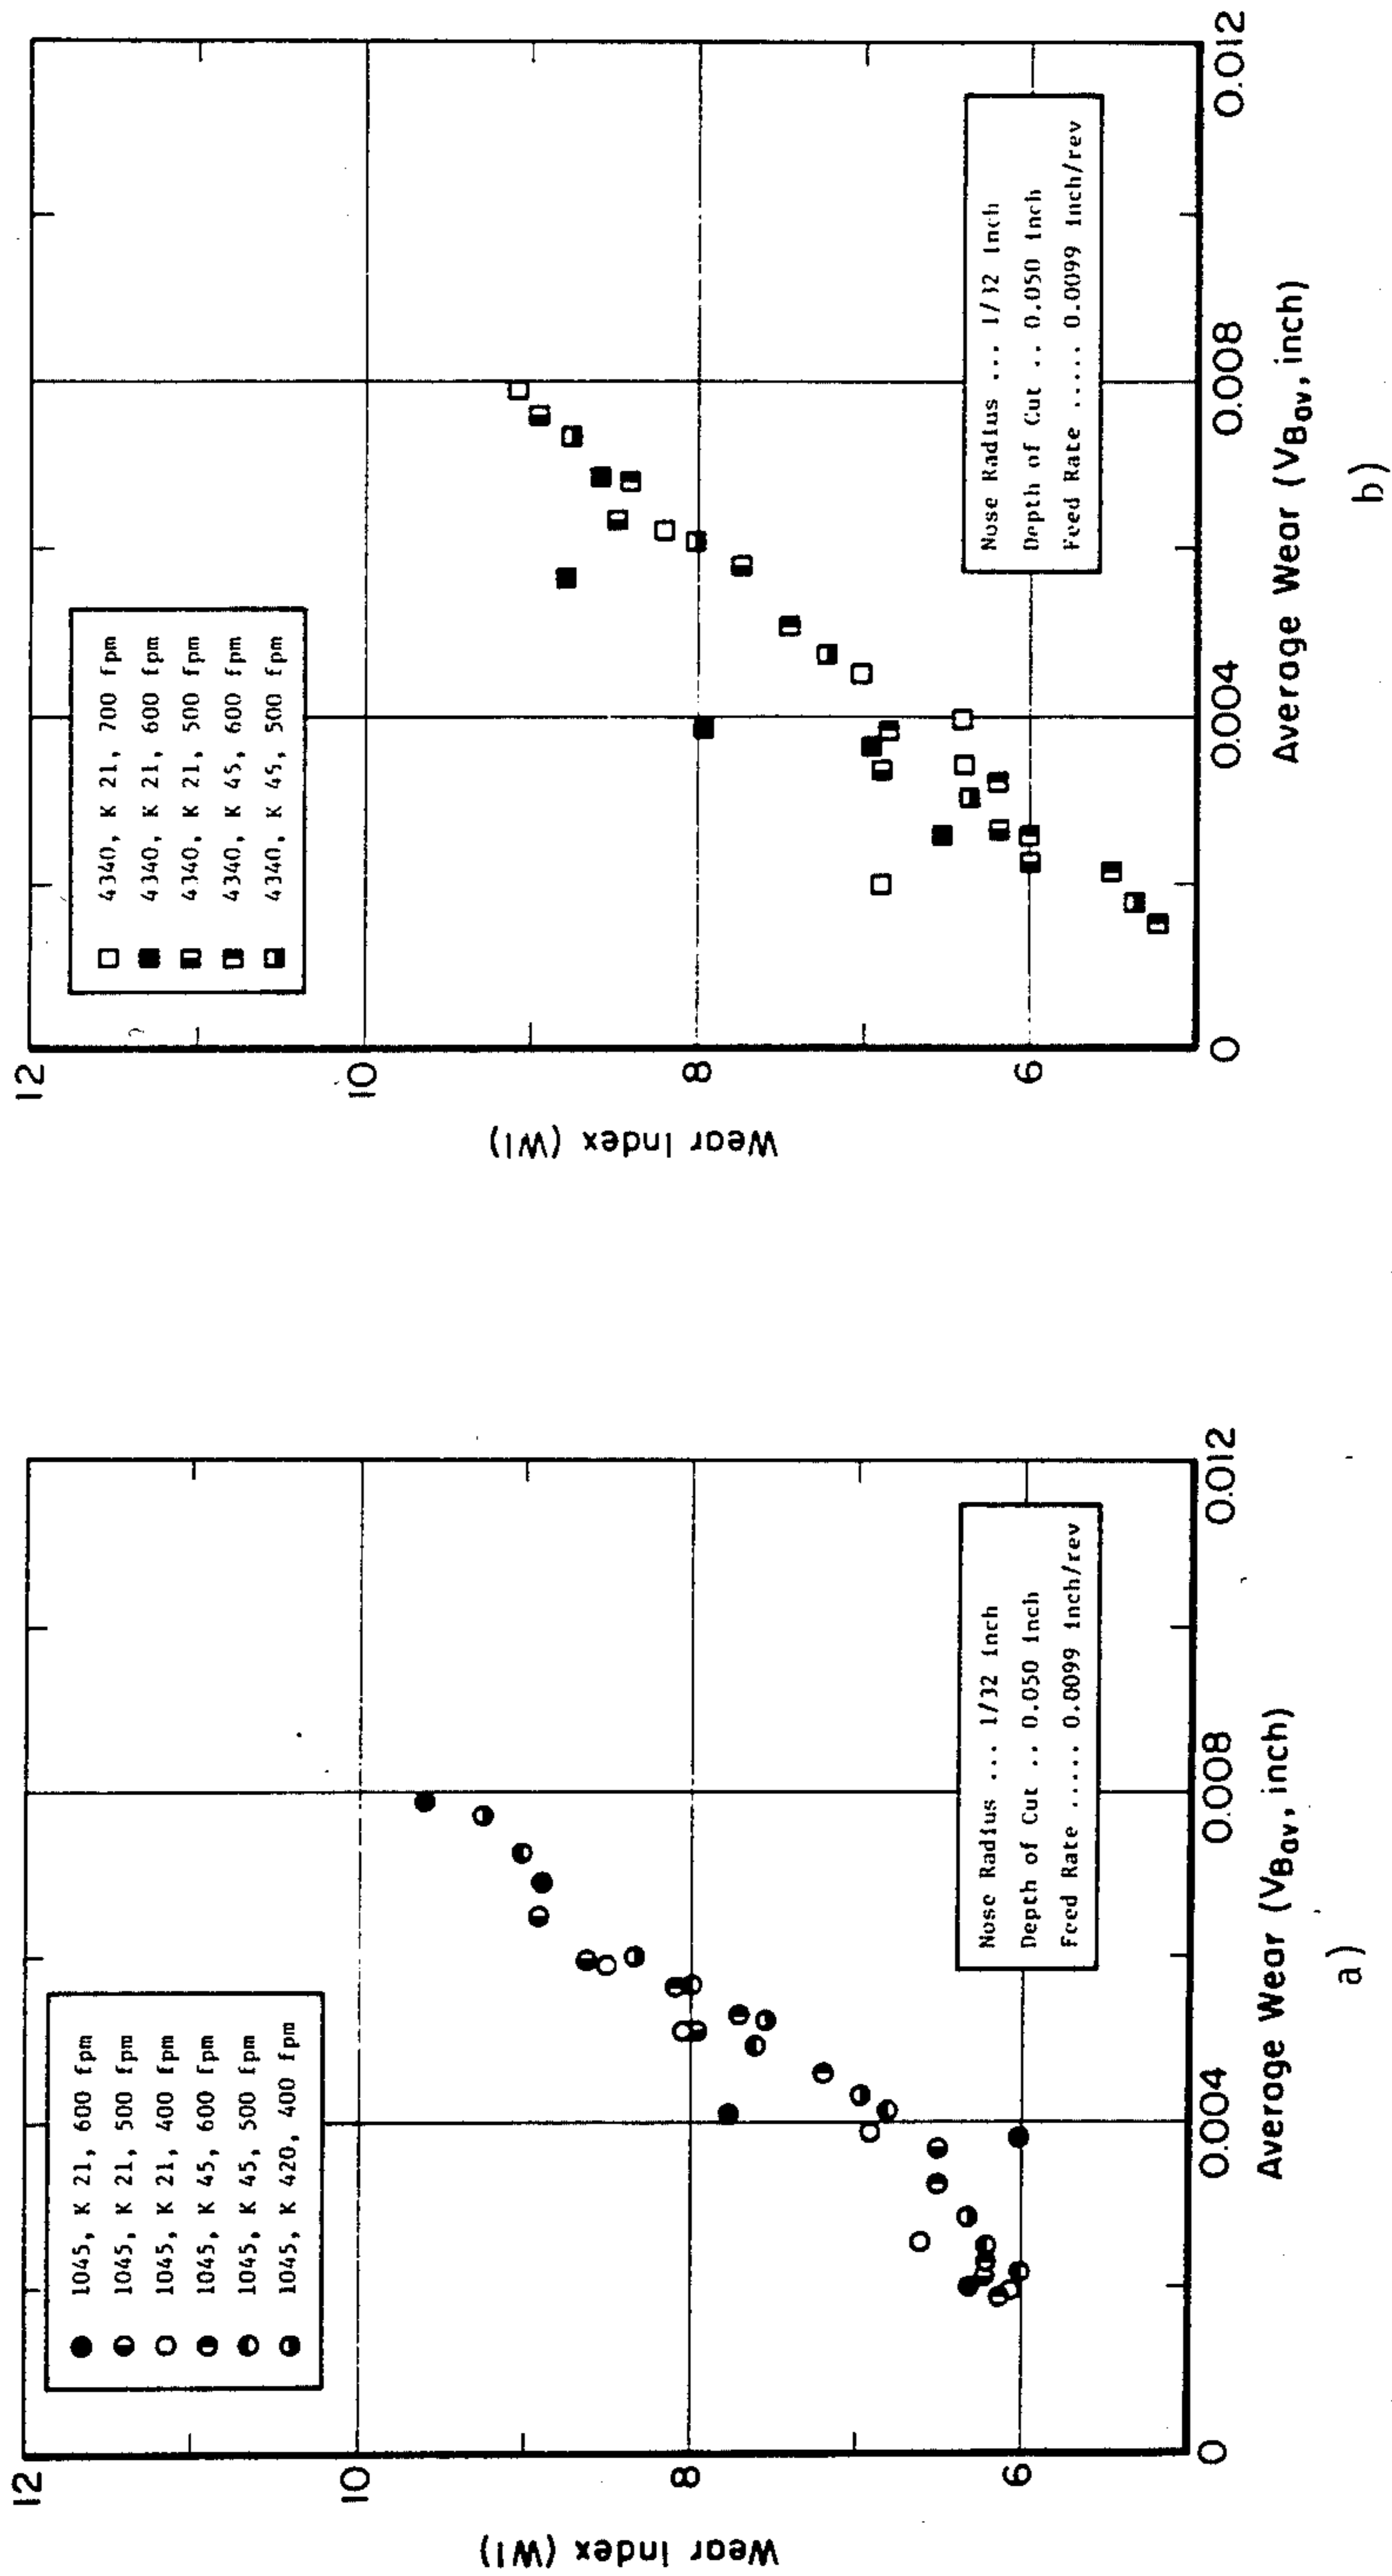 12
10
8
6
Wear Index (WI)
1045, K 21, 600 fpm
1045, K 21, 500 fpm
1045, K 21, 400 fpm
1045, K 45, 600 fpm
1045, K 45, 500 fpm
1045, K 420, 400 fpm
Nose Radius ... 1/32 inch
Depth of Cut .. 0.050 inch
Feed Rate ..... 0.0099 inch/rev
0
0.004
0.008
0.012
Average Wear (VBav, inch)
a)
12
10
8
6
Wear Index (WI)
4340, K 21, 700 fpm
4340, K 21, 600 fpm
4340, K 21, 500 fpm
4340, K 45, 600 fpm
4340, K 45, 500 fpm
Nose Radius ... 1/32 inch
Depth of Cut .. 0.050 inch
Feed Rate ..... 0.0099 inch/rev
0
0.004
0.008
0.012
Average Wear (VBav, inch)
b)